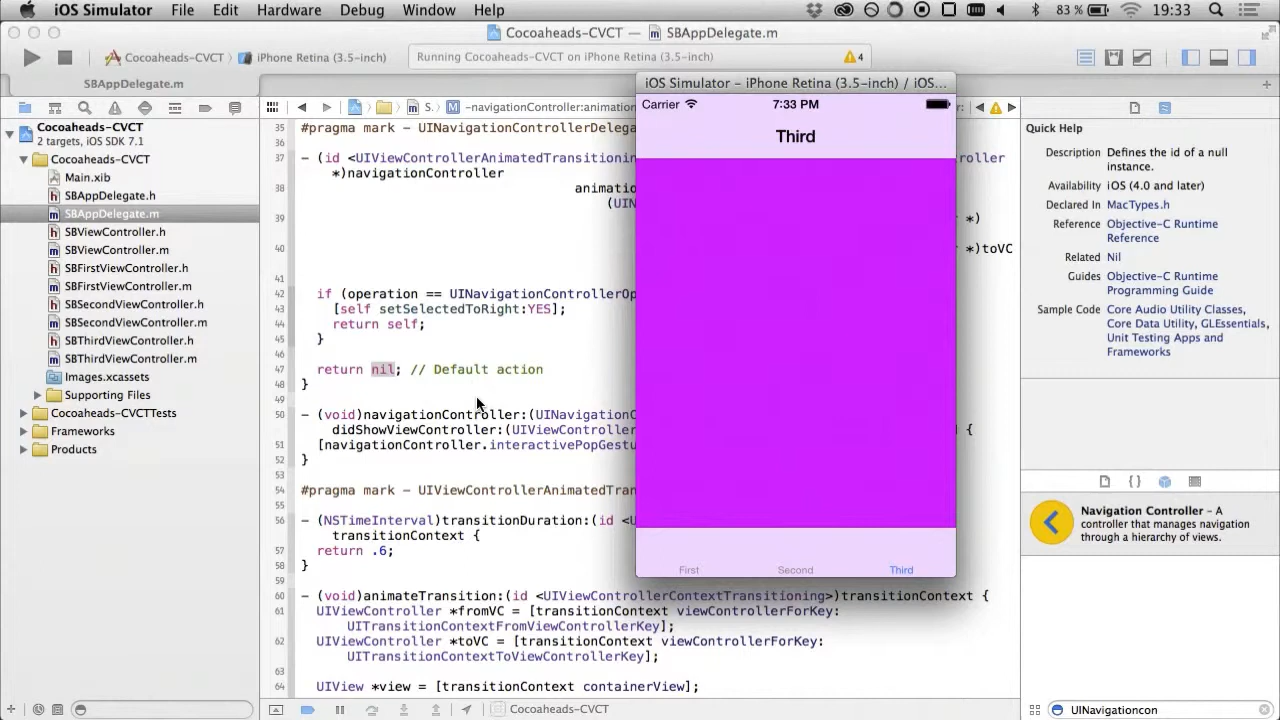 iOS Simulator File Edit Hardware Debug Window Help 83 % 19:33
Cocoaheads-CVCT — SBAppDelegate.m
Cocoaheads-CVCT iPhone Retina (3.5-inch) Running Cocoaheads-CVCT on iPhone Retina (3.5-inch) 4
SBAppDelegate.m
Cocoaheads-CVCT
2 targets, iOS SDK 7.1
Cocoaheads-CVCT
Main.xib
SBAppDelegate.h
SBAppDelegate.m
SBViewController.h
SBViewController.m
SBFirstViewController.h
SBFirstViewController.m
SBSecondViewController.h
SBSecondViewController.m
SBThirdViewController.h
SBThirdViewController.m
Images.xcassets
Supporting Files
Cocoaheads-CVCTTests
Frameworks
Products
S. M -navigationController:animation
35 #pragma mark - UINavigationControllerDelega
36
37 - (id <UIViewControllerAnimatedTransitionin roller
*)navigationController
38 anima
(UIN
39 *)
40 *)toVC
41
42 if (operation == UINavigationControllerOp
43 [self setSelectedToRight:YES];
44 return self;
45 }
46
47 return nil; // Default action
48 }
49
50 - (void)navigationController:(UINavigationC
didShowViewController:(UIViewController d {
51 [navigationController.interactivePopGestu
52 }
53
54 #pragma mark - UIViewControllerAnimatedTran
55
56 - (NSTimeInterval)transitionDuration:(id <U
transitionContext {
57 return .6;
58 }
59
60 - (void)animateTransition:(id <UIViewControllerContextTransitioning>)transitionContext {
61 UIViewController *fromVC = [transitionContext viewControllerForKey:
UITransitionContextFromViewControllerKey];
62 UIViewController *toVC = [transitionContext viewControllerForKey:
UITransitionContextToViewControllerKey];
63
64 UIView *view = [transitionContext containerView];
Cocoaheads-CVCT
iOS Simulator – iPhone Retina (3.5-inch) / iOS...
Carrier 7:33 PM
Third
First Second Third
Quick Help
Description Defines the id of a null
instance.
Availability iOS (4.0 and later)
Declared In MacTypes.h
Reference Objective-C Runtime
Reference
Related Nil
Guides Objective-C Runtime
Programming Guide
Sample Code Core Audio Utility Classes,
Core Data Utility, GLEssentials,
Unit Testing Apps and
Frameworks
{ }
Navigation Controller – A
controller that manages navigation
through a hierarchy of views.
UINavigationcon